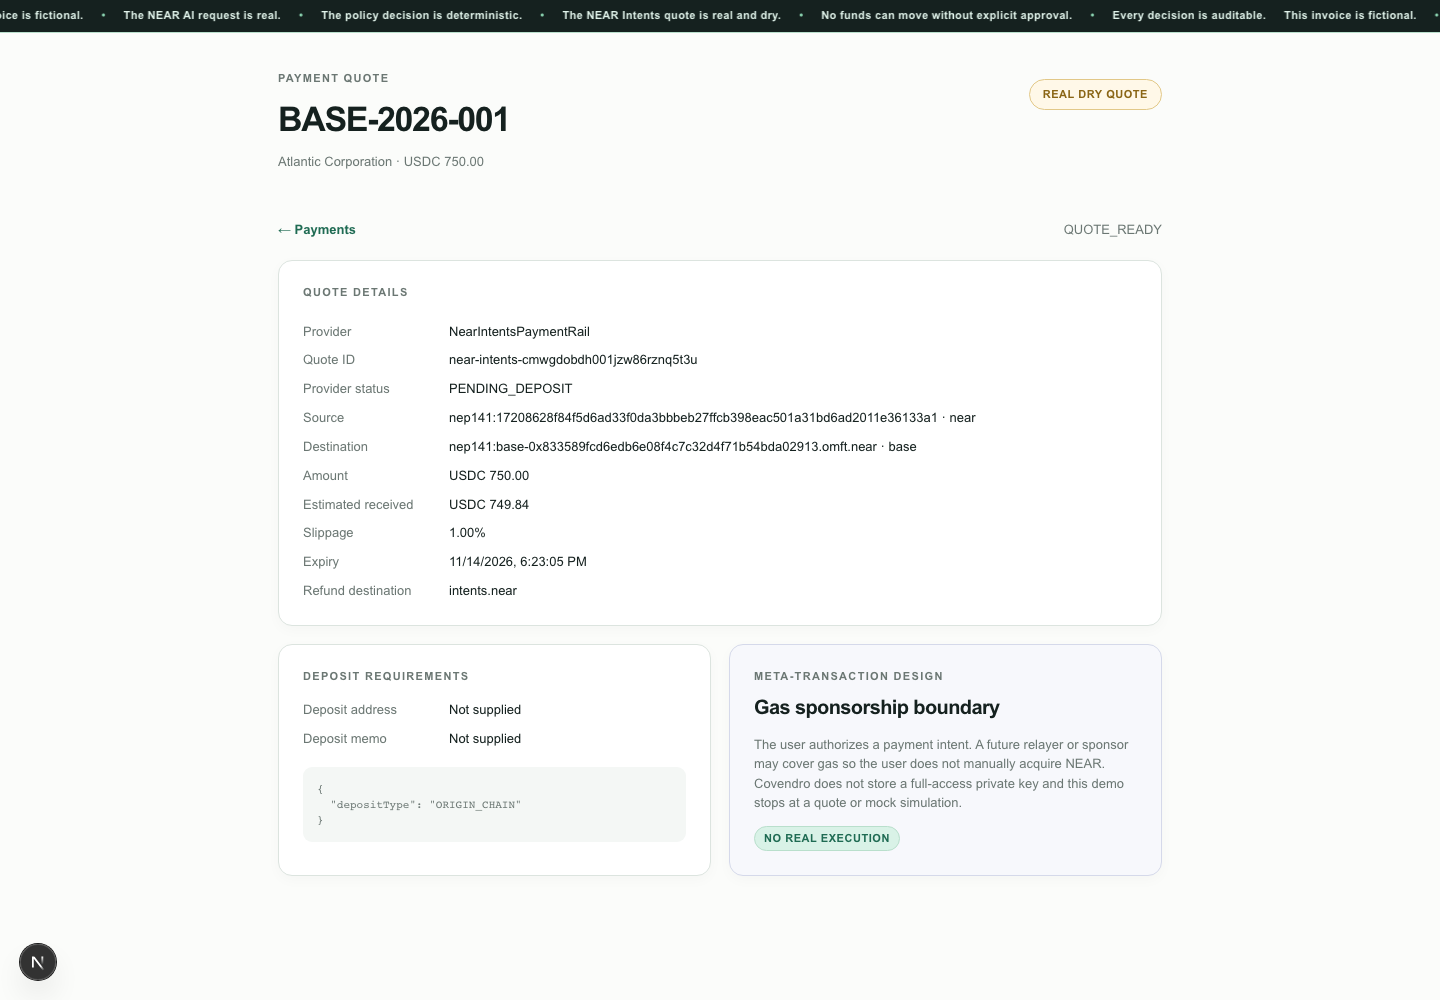 oice is fictional. • The NEAR AI request is real. • The policy decision is deterministic. • The NEAR Intents quote is real and dry. • No funds can move without explicit approval. • Every decision is auditable. This invoice is fictional. •
PAYMENT QUOTE
REAL DRY QUOTE
BASE-2026-001
Atlantic Corporation · USDC 750.00
← Payments
QUOTE_READY
QUOTE DETAILS
Provider NearIntentsPaymentRail
Quote ID near-intents-cmwgdobdh001jzw86rznq5t3u
Provider status PENDING_DEPOSIT
Source nep141:17208628f84f5d6ad33f0da3bbbeb27ffcb398eac501a31bd6ad2011e36133a1 · near
Destination nep141:base-0x833589fcd6edb6e08f4c7c32d4f71b54bda02913.omft.near · base
Amount USDC 750.00
Estimated received USDC 749.84
Slippage 1.00%
Expiry 11/14/2026, 6:23:05 PM
Refund destination intents.near
DEPOSIT REQUIREMENTS
Deposit address Not supplied
Deposit memo Not supplied
{
"depositType": "ORIGIN_CHAIN"
}
META-TRANSACTION DESIGN
Gas sponsorship boundary
The user authorizes a payment intent. A future relayer or sponsor
may cover gas so the user does not manually acquire NEAR.
Covendro does not store a full-access private key and this demo
stops at a quote or mock simulation.
NO REAL EXECUTION
N